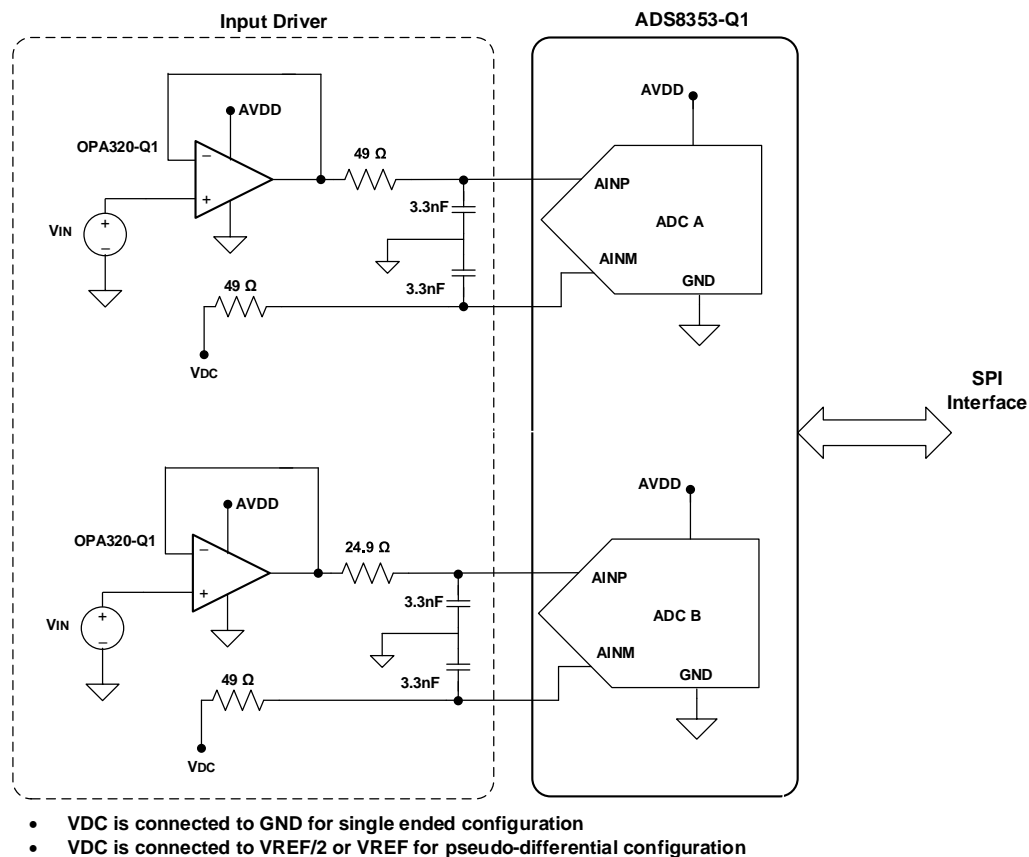 Input Driver
ADS8353-Q1
AVDD
OPA320-Q1
−
+
49 Ω
VIN
+
−
3.3nF
3.3nF
49 Ω
VDC
AVDD
AINP
ADC A
AINM
GND
SPI
Interface
AVDD
OPA320-Q1
−
+
24.9 Ω
VIN
+
−
3.3nF
3.3nF
49 Ω
VDC
AVDD
AINP
ADC B
AINM
GND
• VDC is connected to GND for single ended configuration
• VDC is connected to VREF/2 or VREF for pseudo-differential configuration